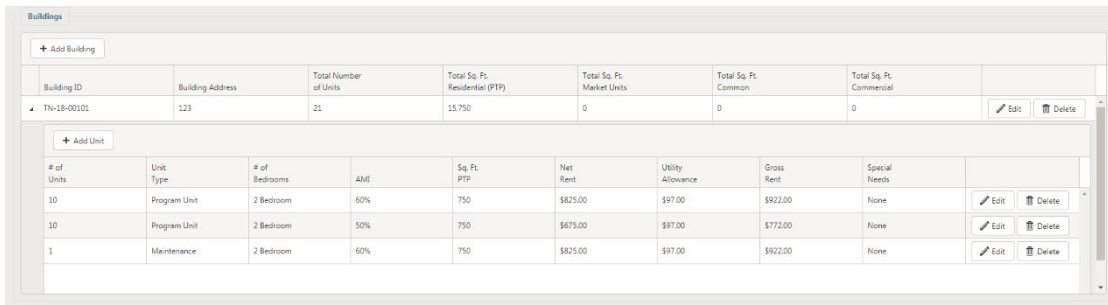 Buildings
+ Add Building
Building ID Building Address Total Number of Units Total Sq. Ft. Residential (PTP) Total Sq. Ft. Market Units Total Sq. Ft. Common Total Sq. Ft. Commercial
TN-18-00101 123 21 15,750 0 0 0 Edit Delete
+ Add Unit
# of Units Unit Type # of Bedrooms AMI Sq. Ft. PTP Net Rent Utility Allowance Gross Rent Special Needs
10 Program Unit 2 Bedroom 60% 750 $825.00 $97.00 $922.00 None Edit Delete
10 Program Unit 2 Bedroom 50% 750 $675.00 $97.00 $772.00 None Edit Delete
1 Maintenance 2 Bedroom 60% 750 $825.00 $97.00 $922.00 None Edit Delete